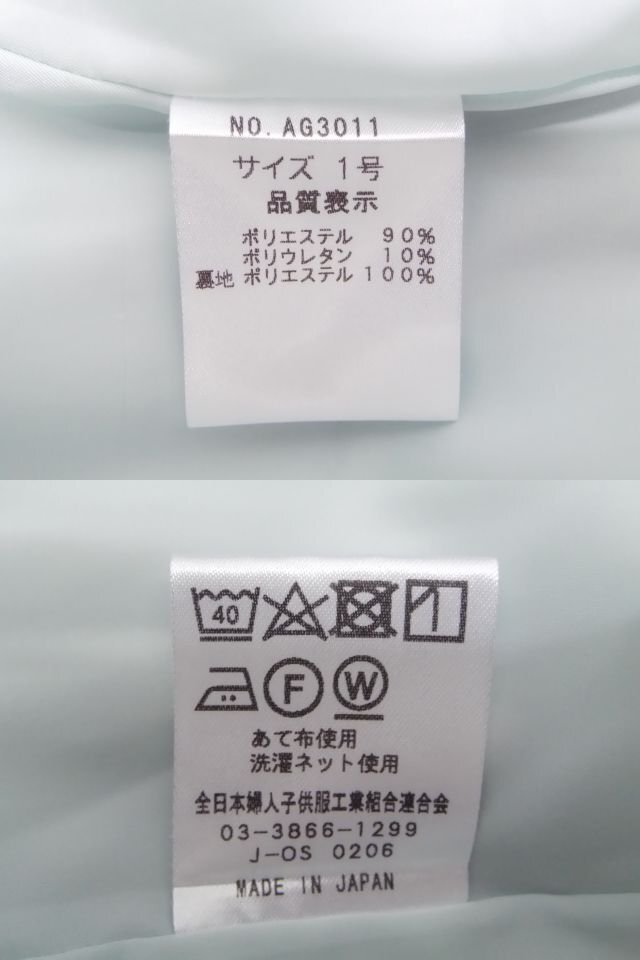 NO. AG3011
サイズ 1号
品質表示
ポリエステル 90%
ポリウレタン 10%
裏地 ポリエステル 100%
40
F W
あて布使用
洗濯ネット使用
全日本婦人子供服工業組合連合会
03-3866-1299
J-OS 0206
MADE IN JAPAN